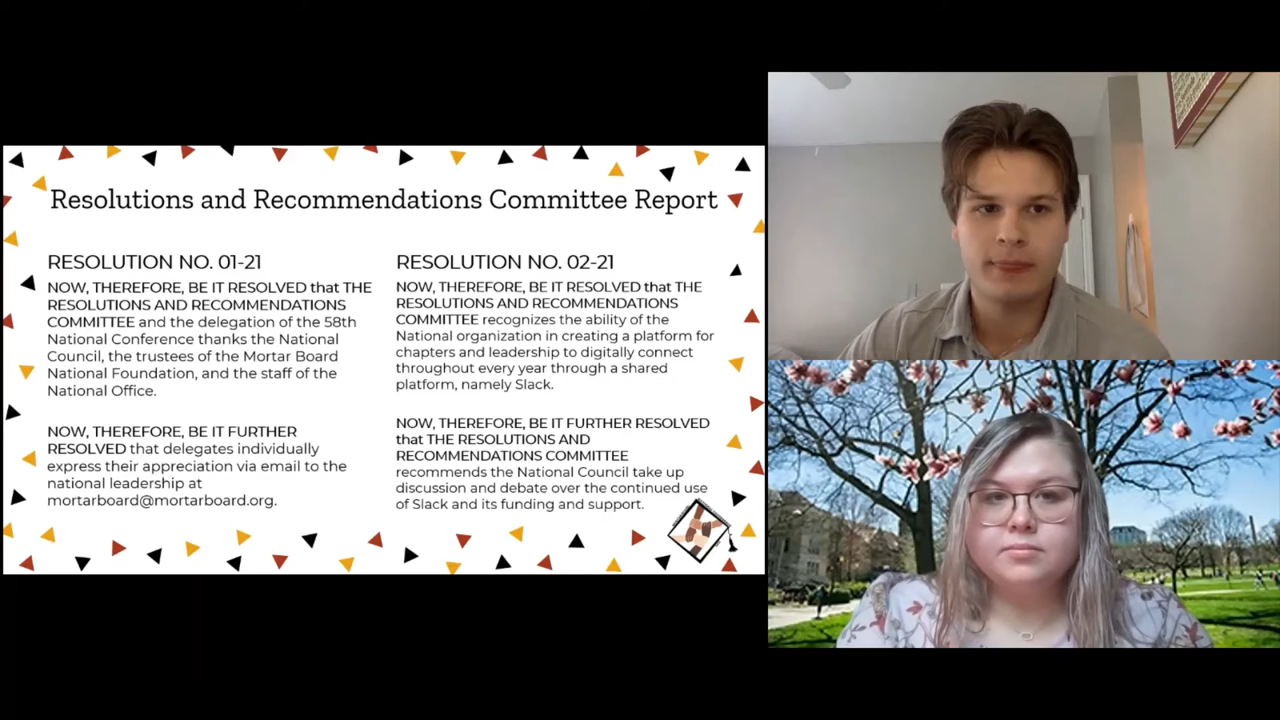 Resolutions and Recommendations Committee Report
RESOLUTION NO. 01-21
NOW, THEREFORE, BE IT RESOLVED that THE
RESOLUTIONS AND RECOMMENDATIONS
COMMITTEE and the delegation of the 58th
National Conference thanks the National
Council, the trustees of the Mortar Board
National Foundation, and the staff of the
National Office.
NOW, THEREFORE, BE IT FURTHER
RESOLVED that delegates individually
express their appreciation via email to the
national leadership at
mortarboard@mortarboard.org.
RESOLUTION NO. 02-21
NOW, THEREFORE, BE IT RESOLVED that THE
RESOLUTIONS AND RECOMMENDATIONS
COMMITTEE recognizes the ability of the
National organization in creating a platform for
chapters and leadership to digitally connect
throughout every year through a shared
platform, namely Slack.
NOW, THEREFORE, BE IT FURTHER RESOLVED
that THE RESOLUTIONS AND
RECOMMENDATIONS COMMITTEE
recommends the National Council take up
discussion and debate over the continued use
of Slack and its funding and support.